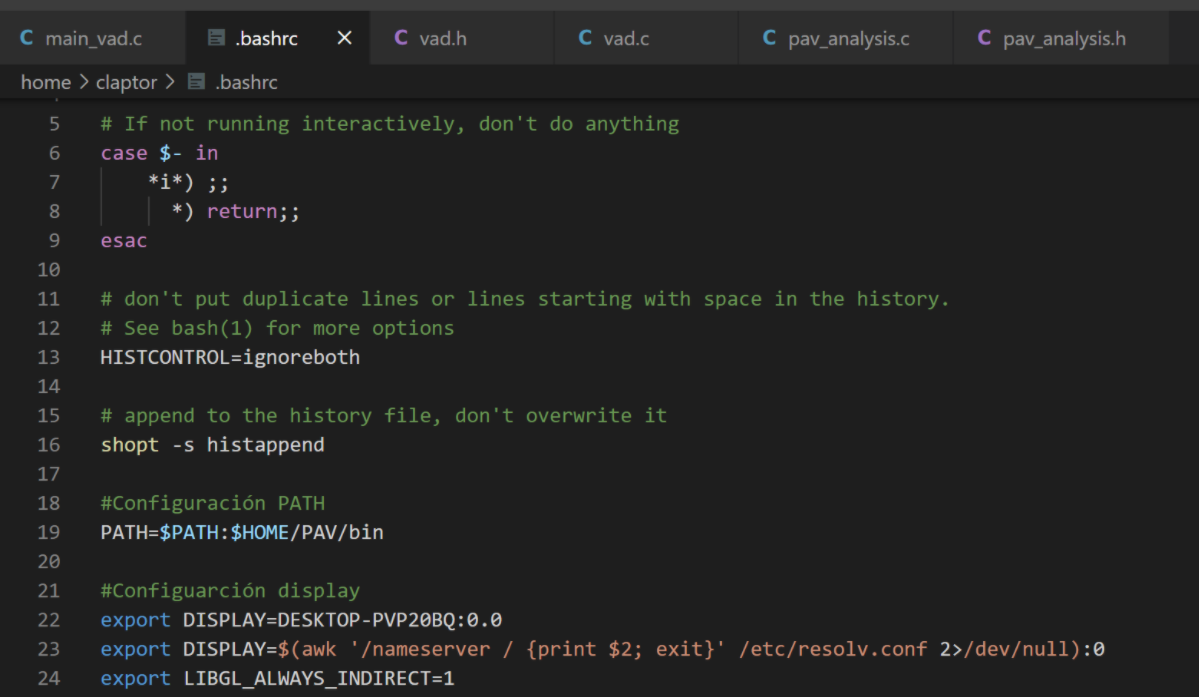 C main_vad.c .bashrc × C vad.h C vad.c C pav_analysis.c C pav_analysis.h
home > claptor > .bashrc
5 # If not running interactively, don't do anything
6 case $- in
7 *i*) ;;
8 *) return;;
9 esac
10
11 # don't put duplicate lines or lines starting with space in the history.
12 # See bash(1) for more options
13 HISTCONTROL=ignoreboth
14
15 # append to the history file, don't overwrite it
16 shopt -s histappend
17
18 #Configuración PATH
19 PATH=$PATH:$HOME/PAV/bin
20
21 #Configuarción display
22 export DISPLAY=DESKTOP-PVP20BQ:0.0
23 export DISPLAY=$(awk '/nameserver / {print $2; exit}' /etc/resolv.conf 2>/dev/null):0
24 export LIBGL_ALWAYS_INDIRECT=1